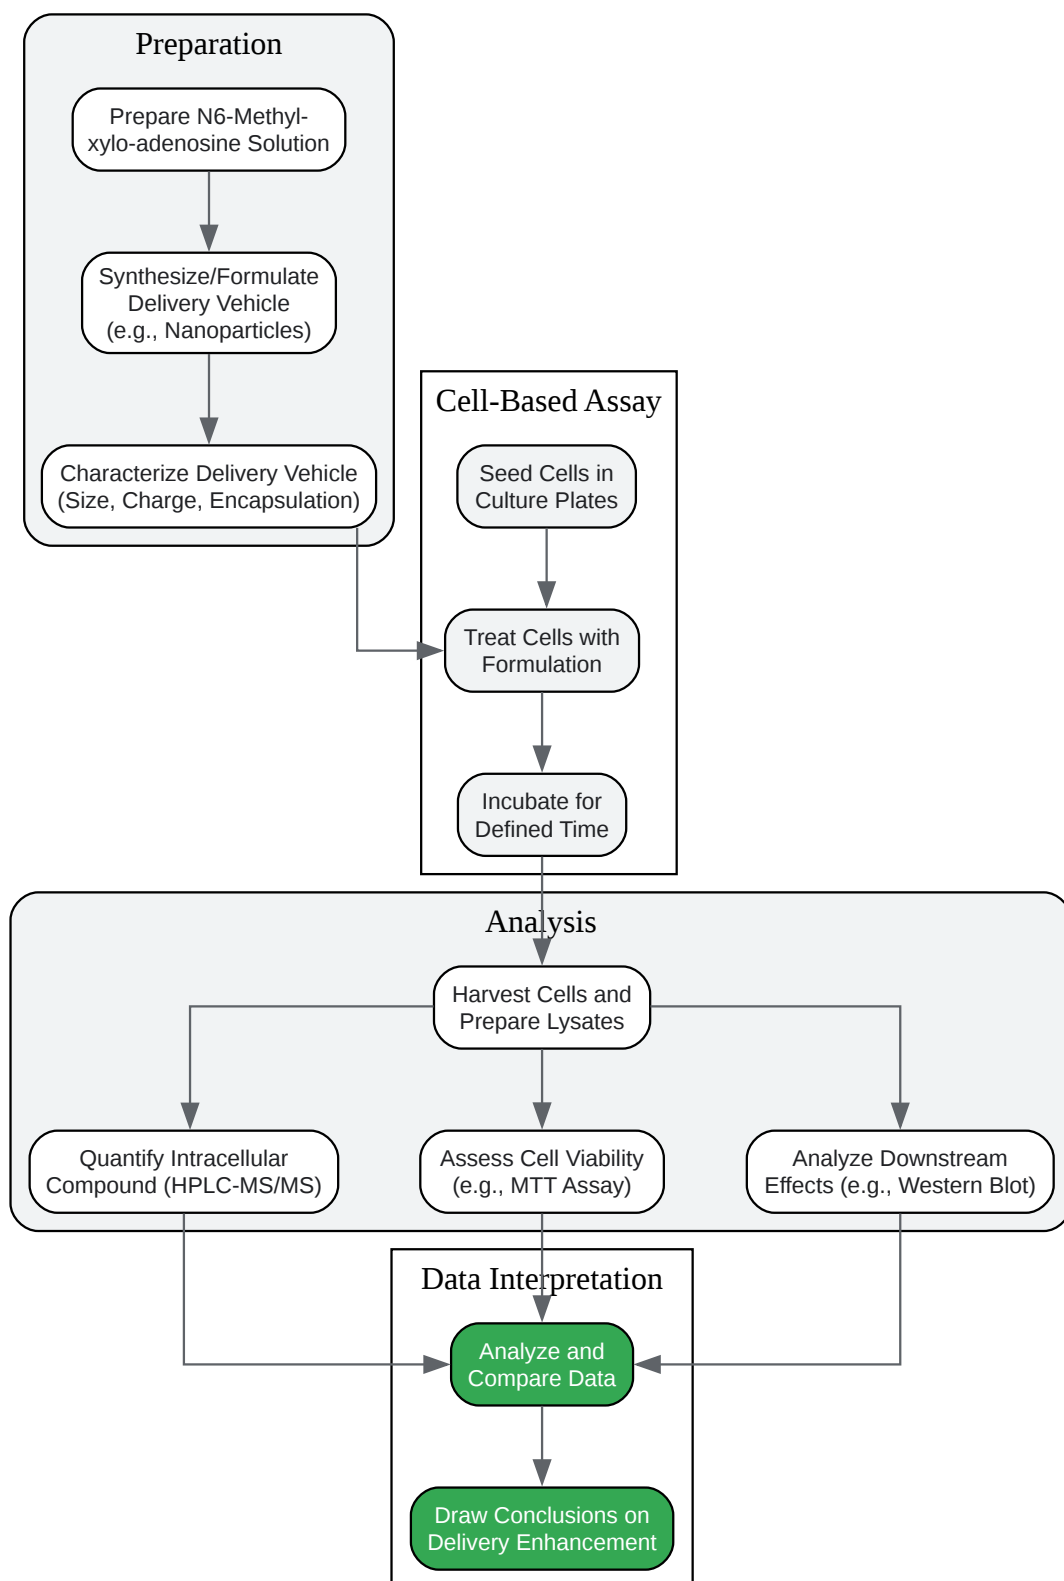 Preparation
Prepare N6-Methyl-
xylo-adenosine Solution
Synthesize/Formulate
Delivery Vehicle
(e.g., Nanoparticles)
Characterize Delivery Vehicle
(Size, Charge, Encapsulation)
Cell-Based Assay
Seed Cells in
Culture Plates
Treat Cells with
Formulation
Incubate for
Defined Time
Analysis
Harvest Cells and
Prepare Lysates
Quantify Intracellular
Compound (HPLC-MS/MS)
Assess Cell Viability
(e.g., MTT Assay)
Analyze Downstream
Effects (e.g., Western Blot)
Data Interpretation
Analyze and
Compare Data
Draw Conclusions on
Delivery Enhancement